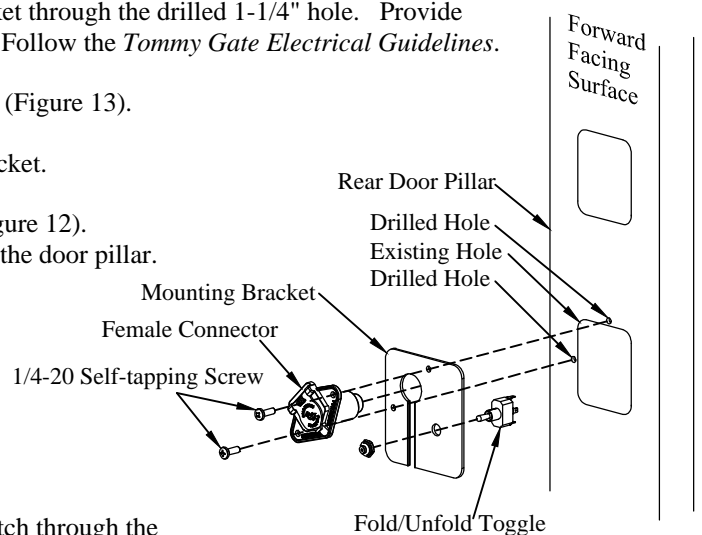 ket through the drilled 1-1/4" hole. Provide
Follow the Tommy Gate Electrical Guidelines.
(Figure 13).
cket.
gure 12).
the door pillar.
Forward
Facing
Surface
Rear Door Pillar
Drilled Hole
Existing Hole
Drilled Hole
Mounting Bracket
Female Connector
1/4-20 Self-tapping Screw
Fold/Unfold Toggle
tch through the